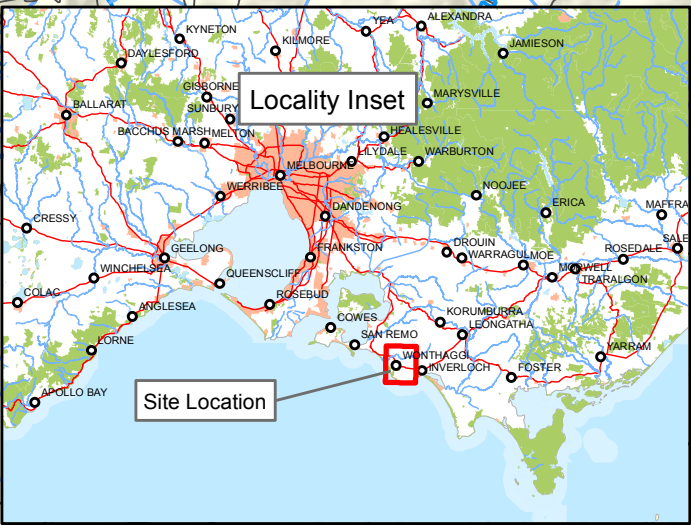 KYNETON
KILMORE
YEA
ALEXANDRA
DAYLESFORD
JAMIESON
GISBORNE
Locality Inset
BALLARAT
SUNBURY
MARYSVILLE
BACCHUS MARSH
MELTON
HEALESVILLE
MELBOURNE
LILYDALE
WARBURTON
WERRIBEE
NOOJEE
ERICA
MAFFRA
CRESSY
DANDENONG
GEELONG
FRANKSTON
DROUIN
WARRAGUL
MOE
ROSEDALE
SALE
WINCHELSEA
QUEENSCLIFF
MORWELL
TRARALGON
COLAC
ANGLESEA
ROSEBUD
COWES
KORUMBURRA
LEONGATHA
LORNE
SAN REMO
YARRAM
WONTHAGGI
INVERLOCH
FOSTER
APOLLO BAY
Site Location